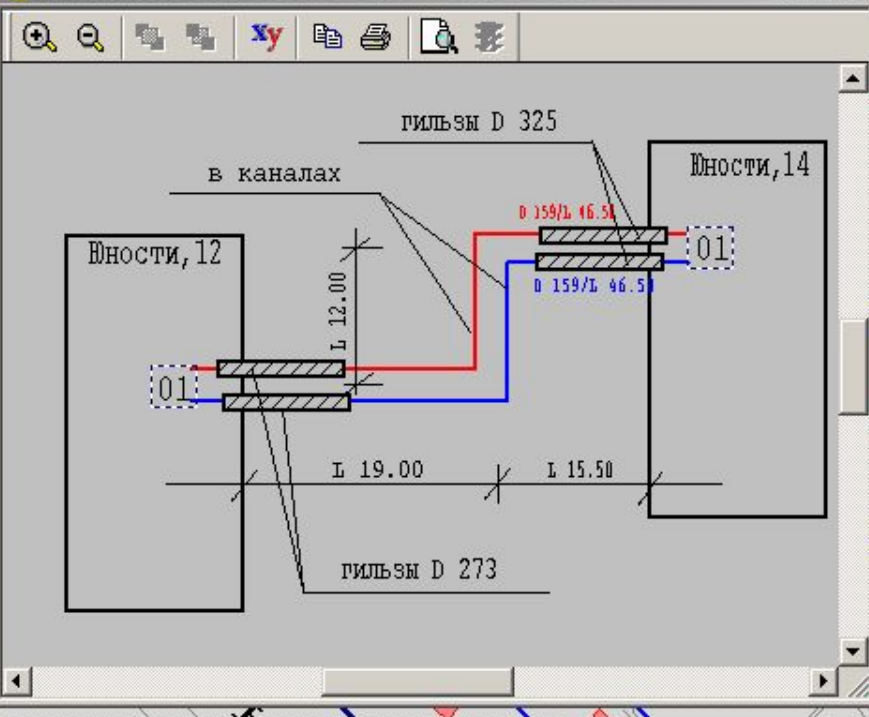 xy
гильзы D 325
Юности,14
в каналах
D 159/L 46.50
01
Юности,12
D 159/L 46.50
L 12.00
01
L 19.00
L 15.50
гильзы D 273